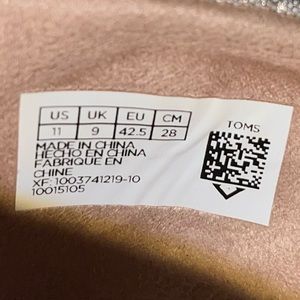 US UK EU CM
11 9 42.5 28
TOMS
MADE IN CHINA
HECHO EN CHINA
FABRIQUE EN
CHINE
XF: 1003741219-10
10015105